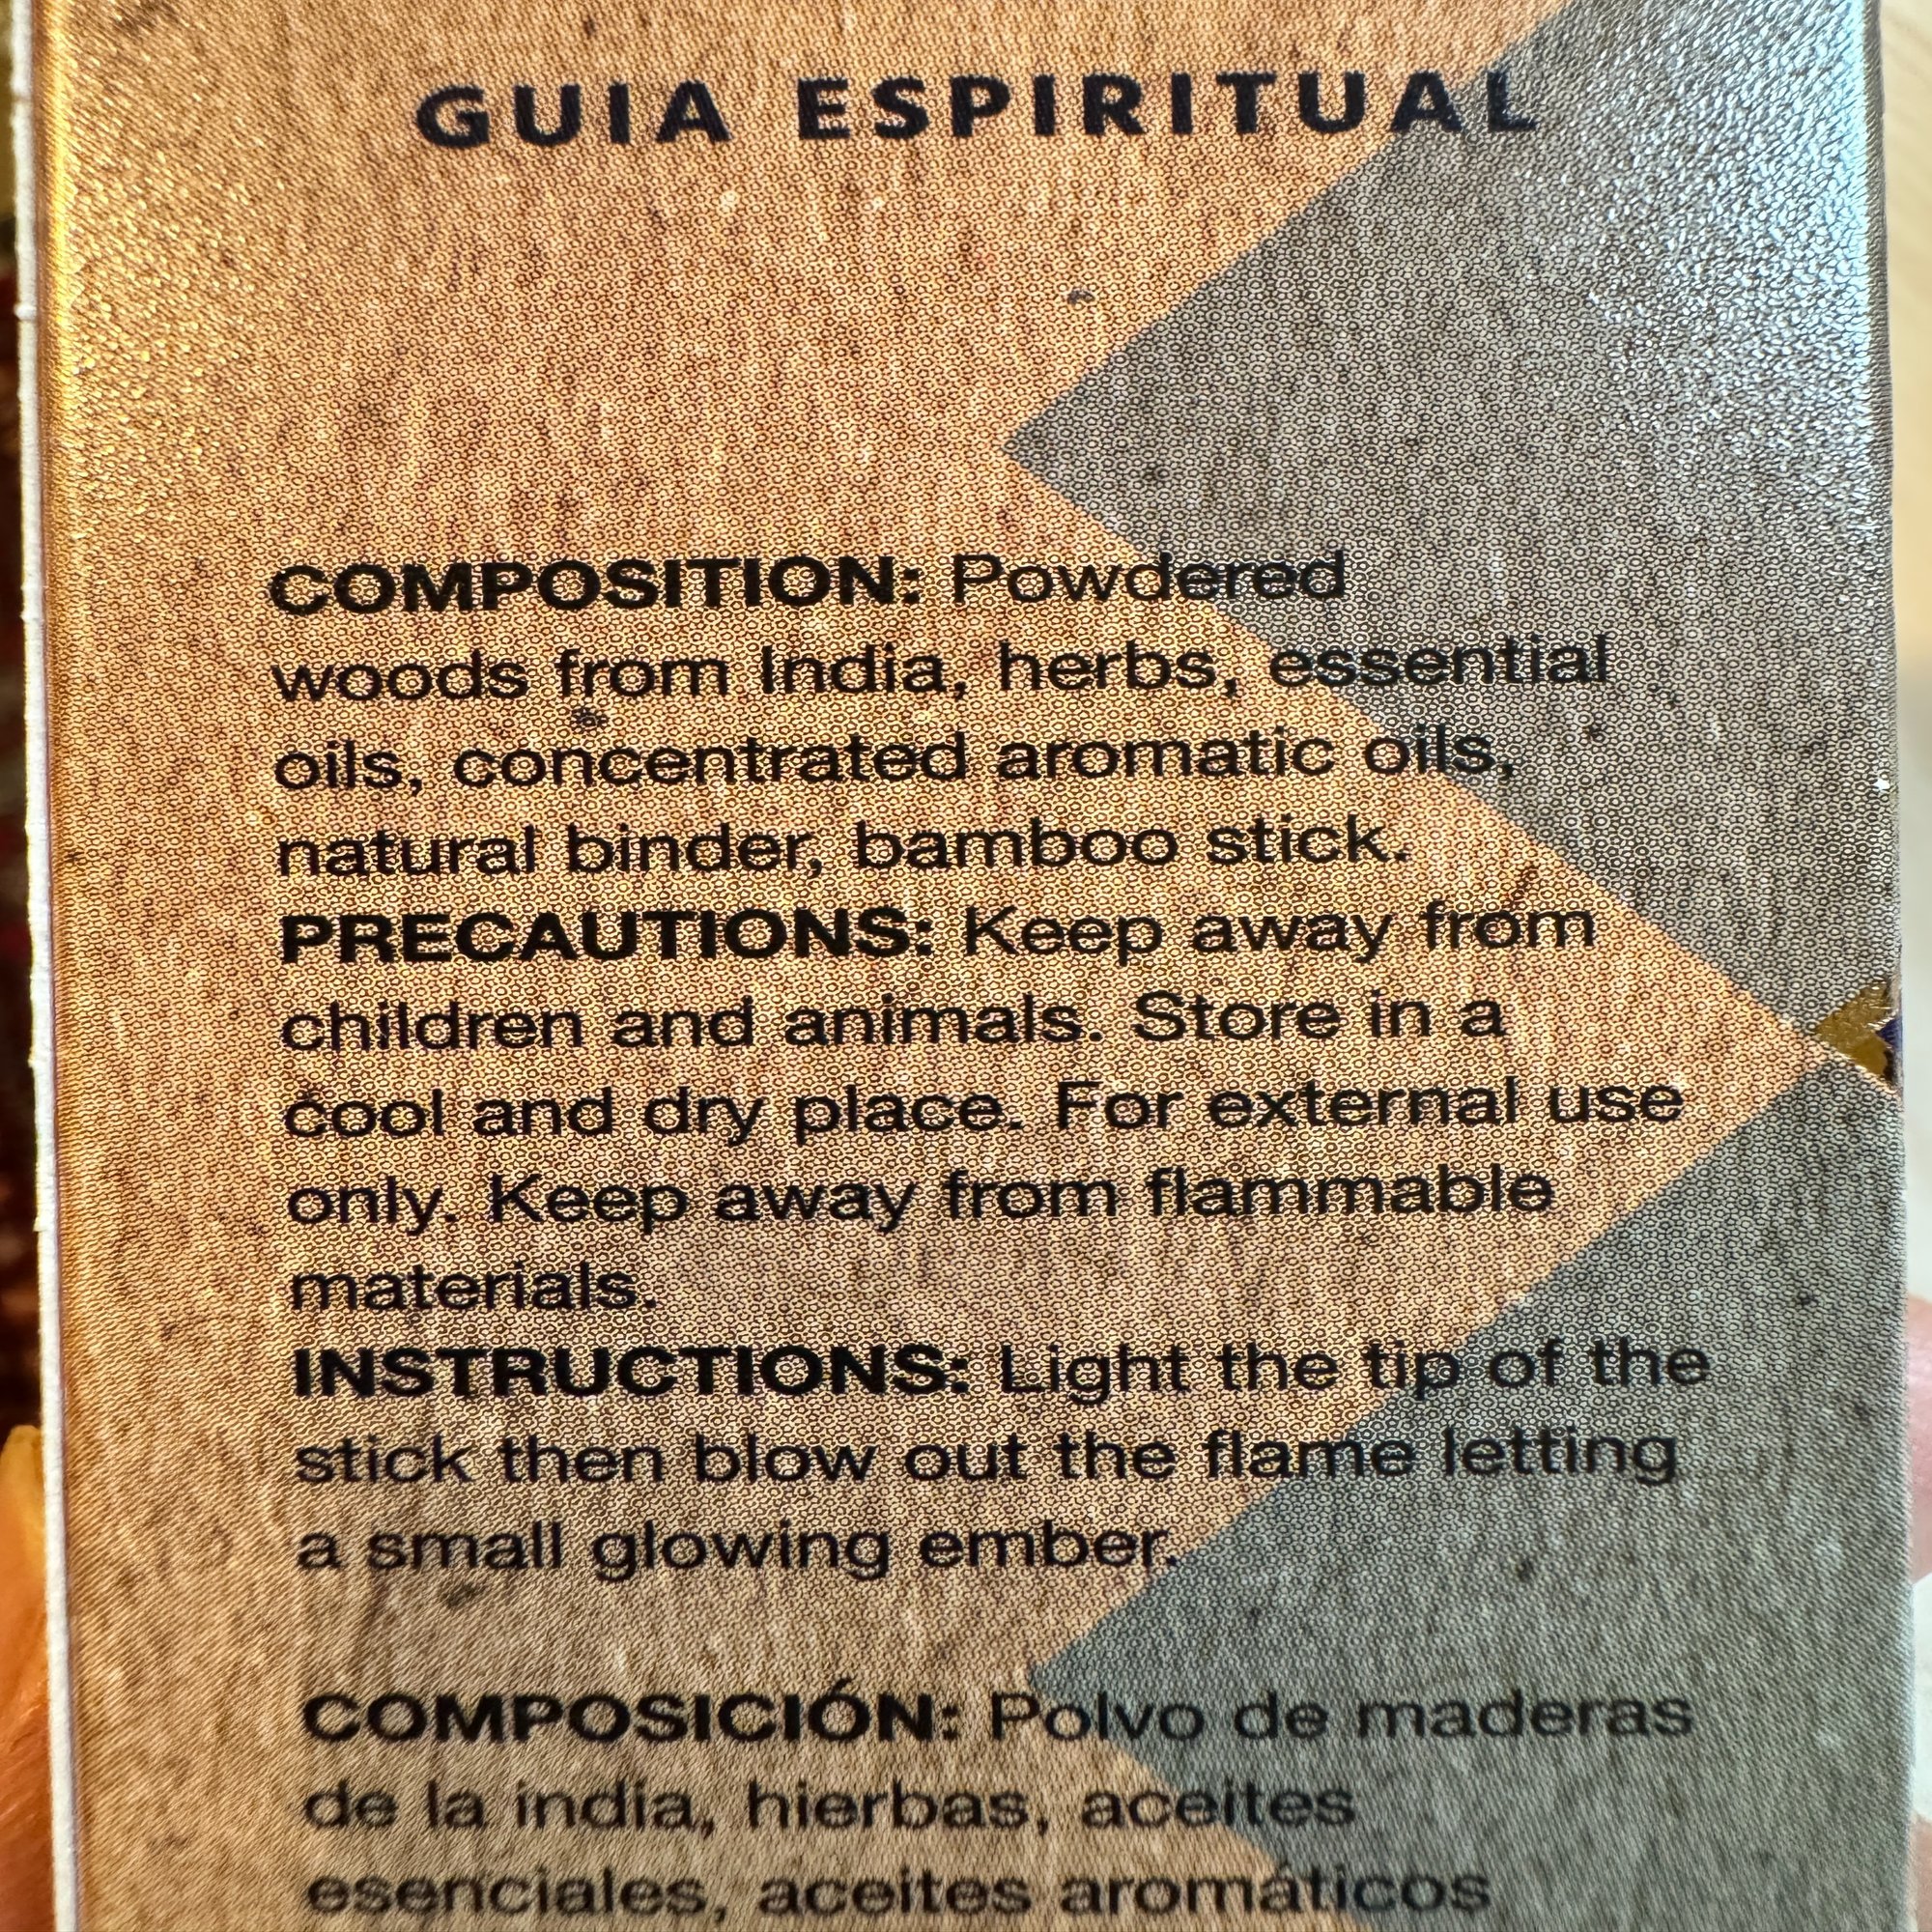 GUIA ESPIRITUAL
COMPOSITION: Powdered
woods from India, herbs, essential
oils, concentrated aromatic oils,
natural binder, bamboo stick.
PRECAUTIONS: Keep away from
children and animals. Store in a
cool and dry place. For external use
only. Keep away from flammable
materials.
INSTRUCTIONS: Light the tip of the
stick then blow out the flame letting
a small glowing ember.
COMPOSICIÓN: Polvo de maderas
de la india, hierbas, aceites
esenciales, aceites aromáticos